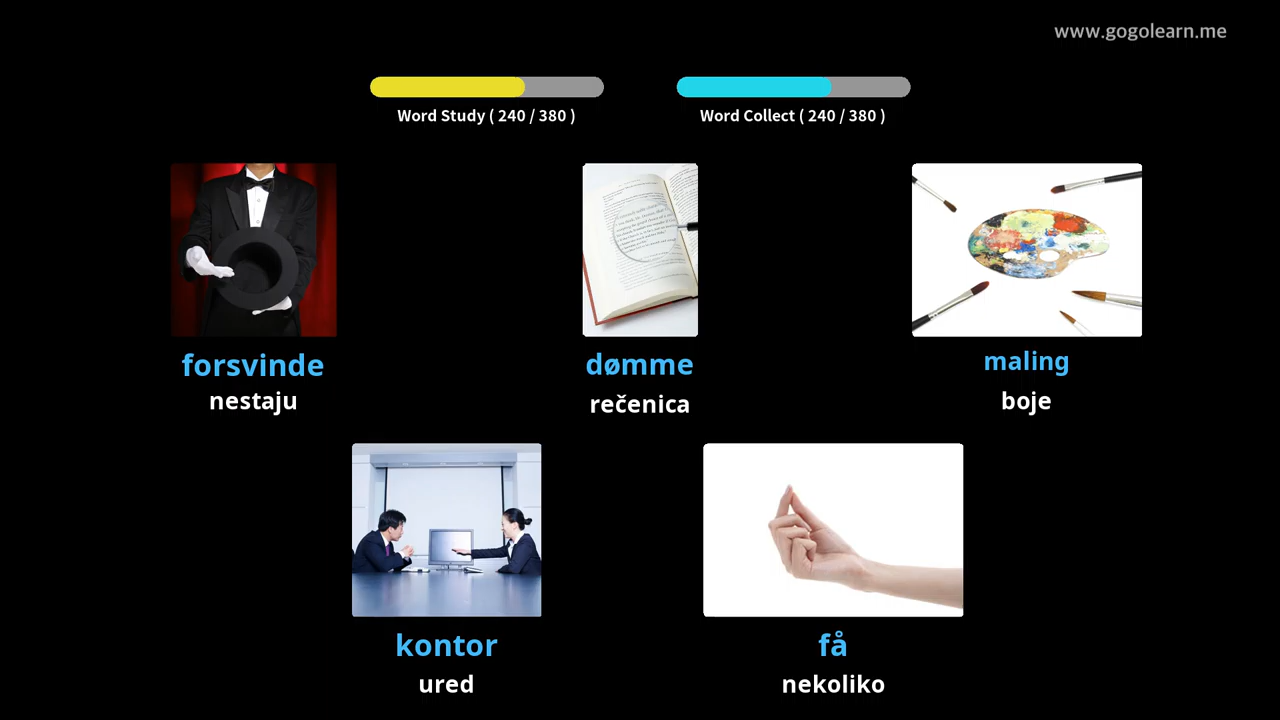 www.gogolearn.me
Word Study ( 240 / 380 )
Word Collect ( 240 / 380 )
forsvinde
nestaju
dømme
rečenica
maling
boje
kontor
ured
få
nekoliko